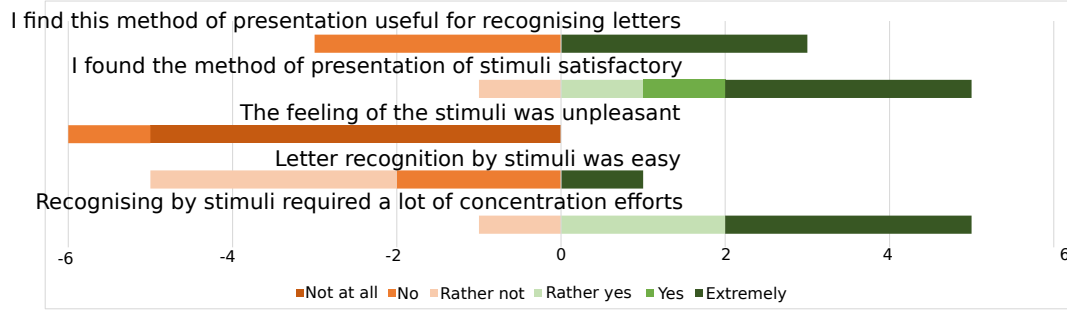 I find this method of presentation useful for recognising letters
I found the method of presentation of stimuli satisfactory
The feeling of the stimuli was unpleasant
Letter recognition by stimuli was easy
Recognising by stimuli required a lot of concentration efforts
-6 -4 -2 0 2 4 6
Not at all No Rather not Rather yes Yes Extremely